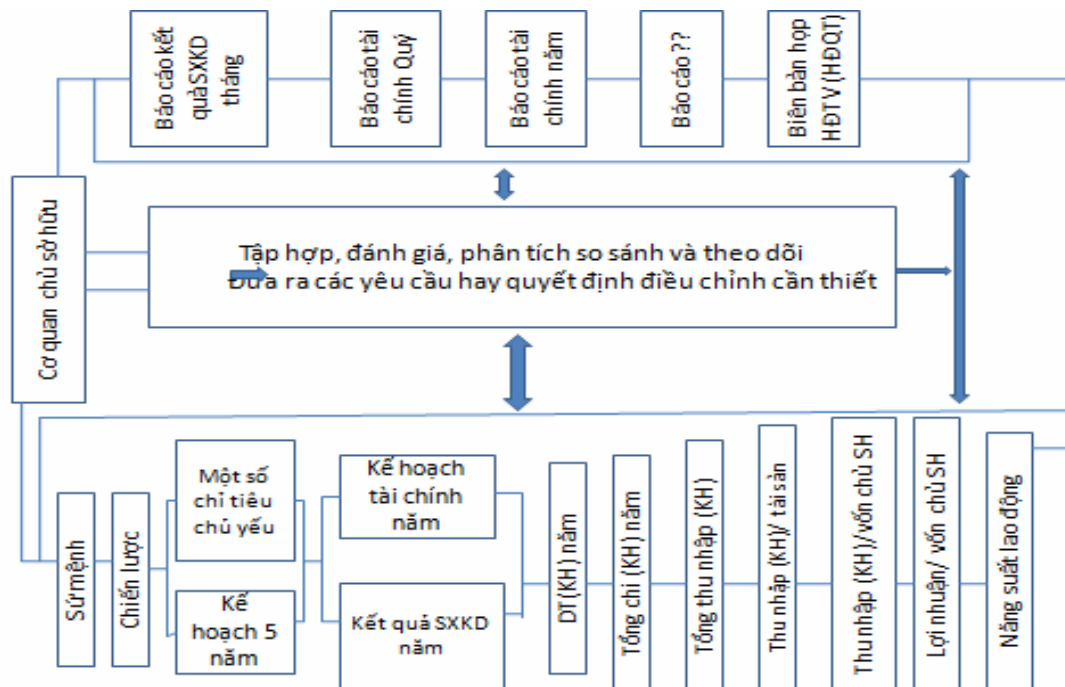 Báo cáo kết
quả SXKD
tháng
Báo cáo tài
chính Quý
Báo cáo tài
chính năm
Báo cáo ??
Biên bản họp
HĐTV (HĐQT)
Cơ quan chủ sở hữu
Tập hợp, đánh giá, phân tích so sánh và theo dõi
Đưa ra các yêu cầu hay quyết định điều chỉnh cần thiết
Sứ mệnh
Chiến lược
Một số
chỉ tiêu
chủ yếu
Kế
hoạch 5
năm
Kế hoạch
tài chính
năm
Kết quả SXKD
năm
DT (KH) năm
Tổng chi (KH) năm
Tổng thu nhập (KH)
Thu nhập (KH)/ tài sản
Thu nhập (KH)/vốn chủ SH
Lợi nhuận/ vốn chủ SH
Năng suất lao động